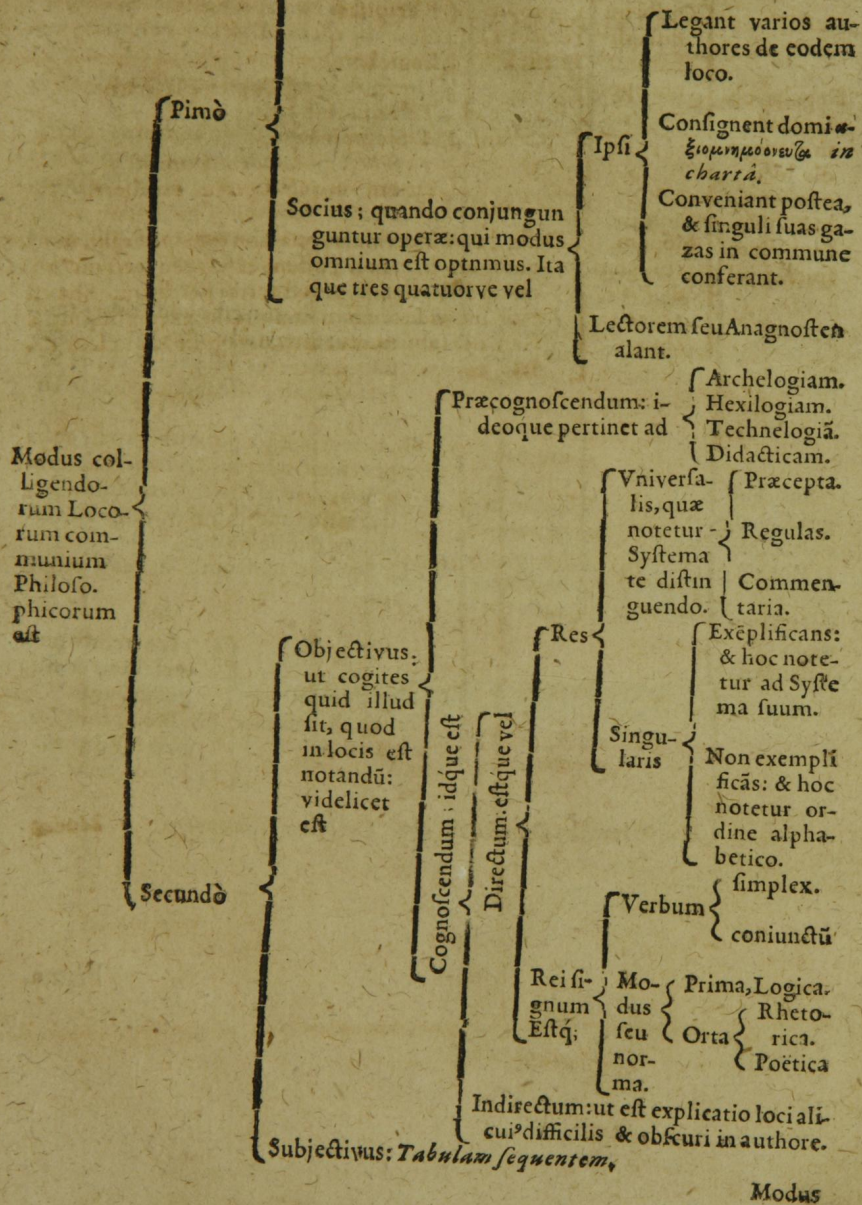 Modus col-
ligendo-
rum Loco-
rum com-
munium
Philoso.
phicorum
est
Pimò
Socius; quando conjungun
guntur operæ: qui modus
omnium est optnmus. Ita
que tres quatuorve vel
Ipsi
Legant varios au-
thores de eodem
loco.
Consignent domi
in
chartâ.
Conveniant postea,
& singuli suas ga-
zas in commune
conferant.
Lectorem seu Anagnosten
alant.
Secundò
Objectivus:
ut cogites
quid illud
sit, quod
in locis est
notandũ:
videlicet
est
Præcognoscendum: i-
deoque pertinet ad
Archelogiam.
Hexilogiam.
Technelogiã.
Didacticam.
Cognoscendum: idque est
Directum. estque vel
Res
Vniversa-
lis, quæ
notetur -
Systema
te distin
guendo.
Præcepta.
Regulas.
Commen-
taria.
Singu-
laris
Exẽplificans:
& hoc note-
tur ad Syste
ma suum.
Non exempli
ficãs: & hoc
notetur or-
dine alpha-
betico.
Rei si-
gnum
Estq;
Verbum
simplex.
coniunctũ
Mo-
dus
seu
nor-
ma.
Prima, Logica.
Orta
Rheto-
rica.
Poëtica
Indirectum: ut est explicatio loci ali-
cui⁹ difficilis & obscuri in authore.
Subjectivus: Tabulam sequentem,
Modus